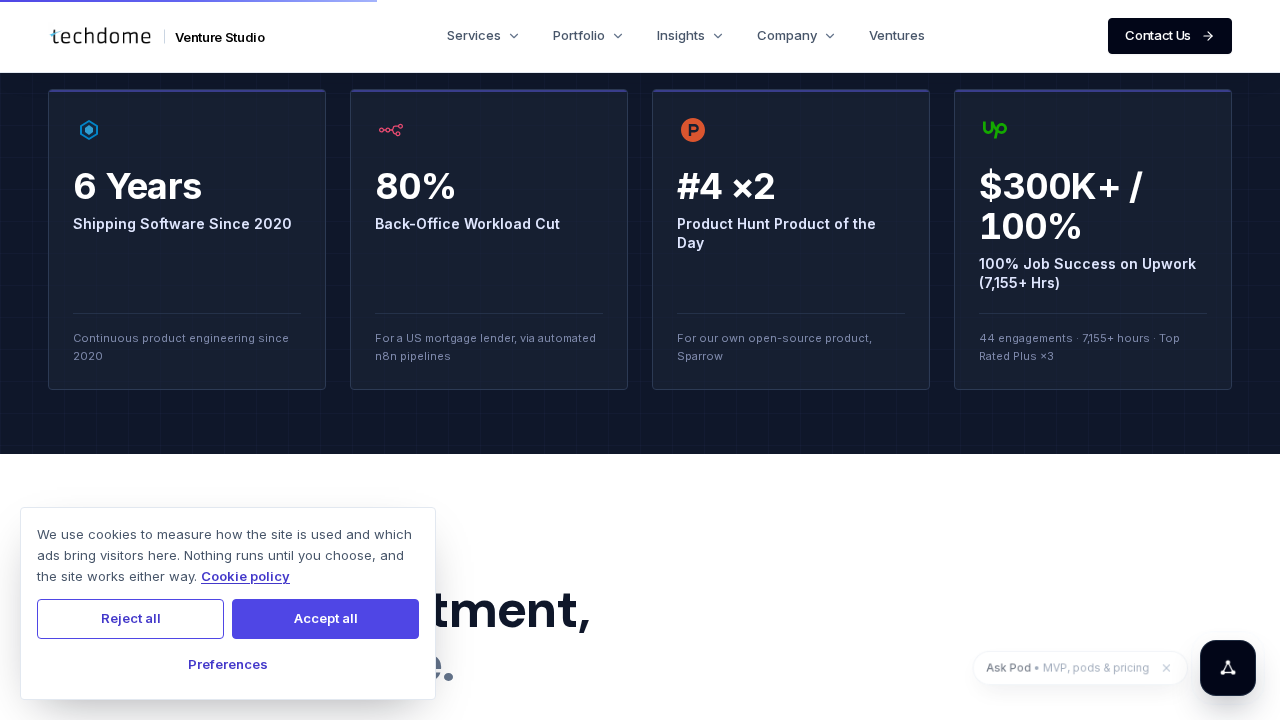 techdome Venture Studio
Services
Portfolio
Insights
Company
Ventures
Contact Us
6 Years
Shipping Software Since 2020
Continuous product engineering since
2020
80%
Back-Office Workload Cut
For a US mortgage lender, via automated
n8n pipelines
P
#4 ×2
Product Hunt Product of the
Day
For our own open-source product,
Sparrow
up
$300K+ /
100%
100% Job Success on Upwork
(7,155+ Hrs)
44 engagements · 7,155+ hours · Top
Rated Plus ×3
We use cookies to measure how the site is used and which
ads bring visitors here. Nothing runs until you choose, and
the site works either way. Cookie policy
Reject all
Accept all
Preferences
tment,
e.
Ask Pod • MVP, pods & pricing